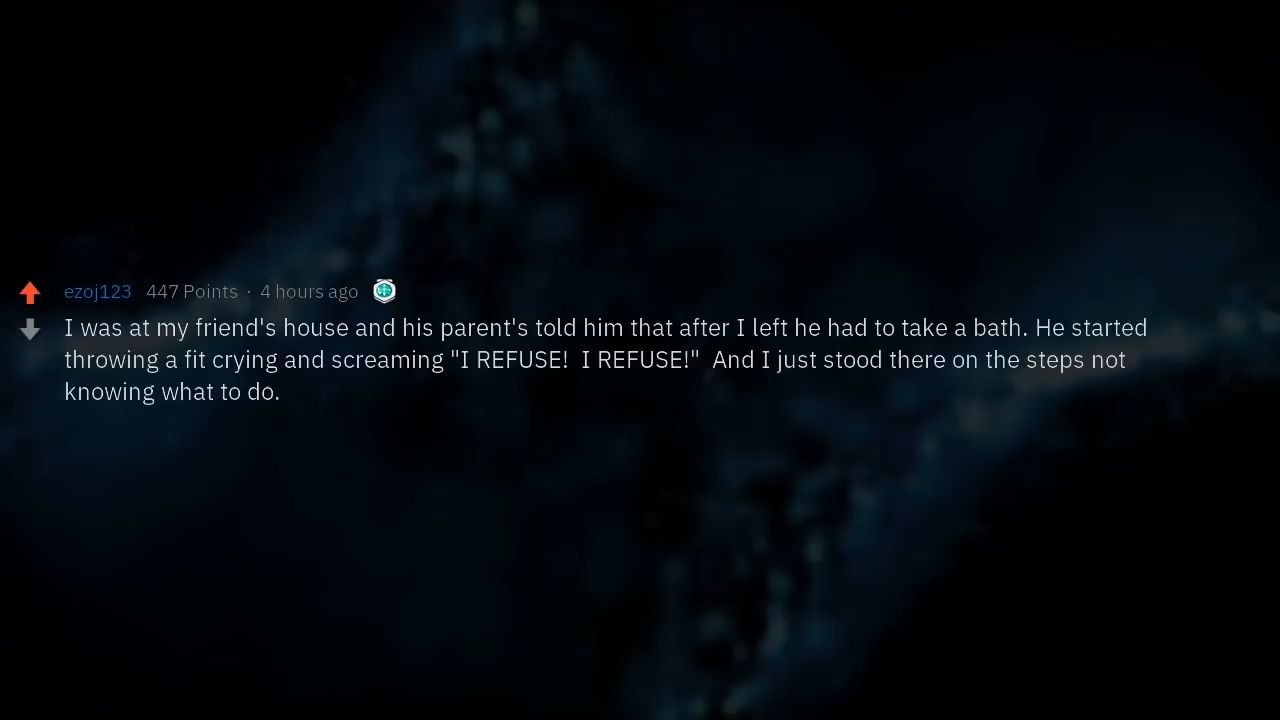 ezoj123 447 Points · 4 hours ago
I was at my friend's house and his parent's told him that after I left he had to take a bath. He started
throwing a fit crying and screaming "I REFUSE!  I REFUSE!"  And I just stood there on the steps not
knowing what to do.